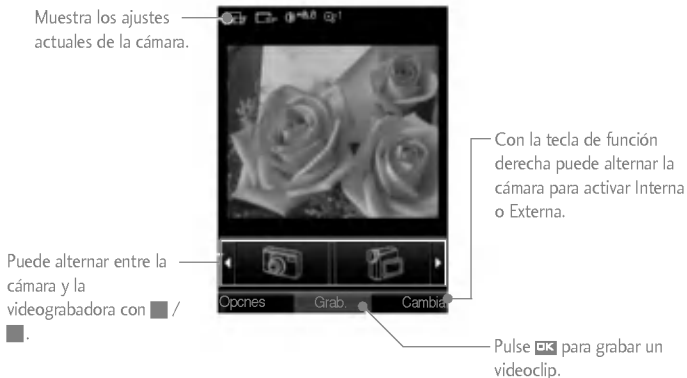 Muestra los ajustes
actuales de la cámara.
Con la tecla de función
derecha puede alternar la
cámara para activar Interna
o Externa.
Puede alternar entre la
cámara y la
videograbadora con /
.
Opcnes Grab. Cambia
Pulse OK para grabar un
videoclip.